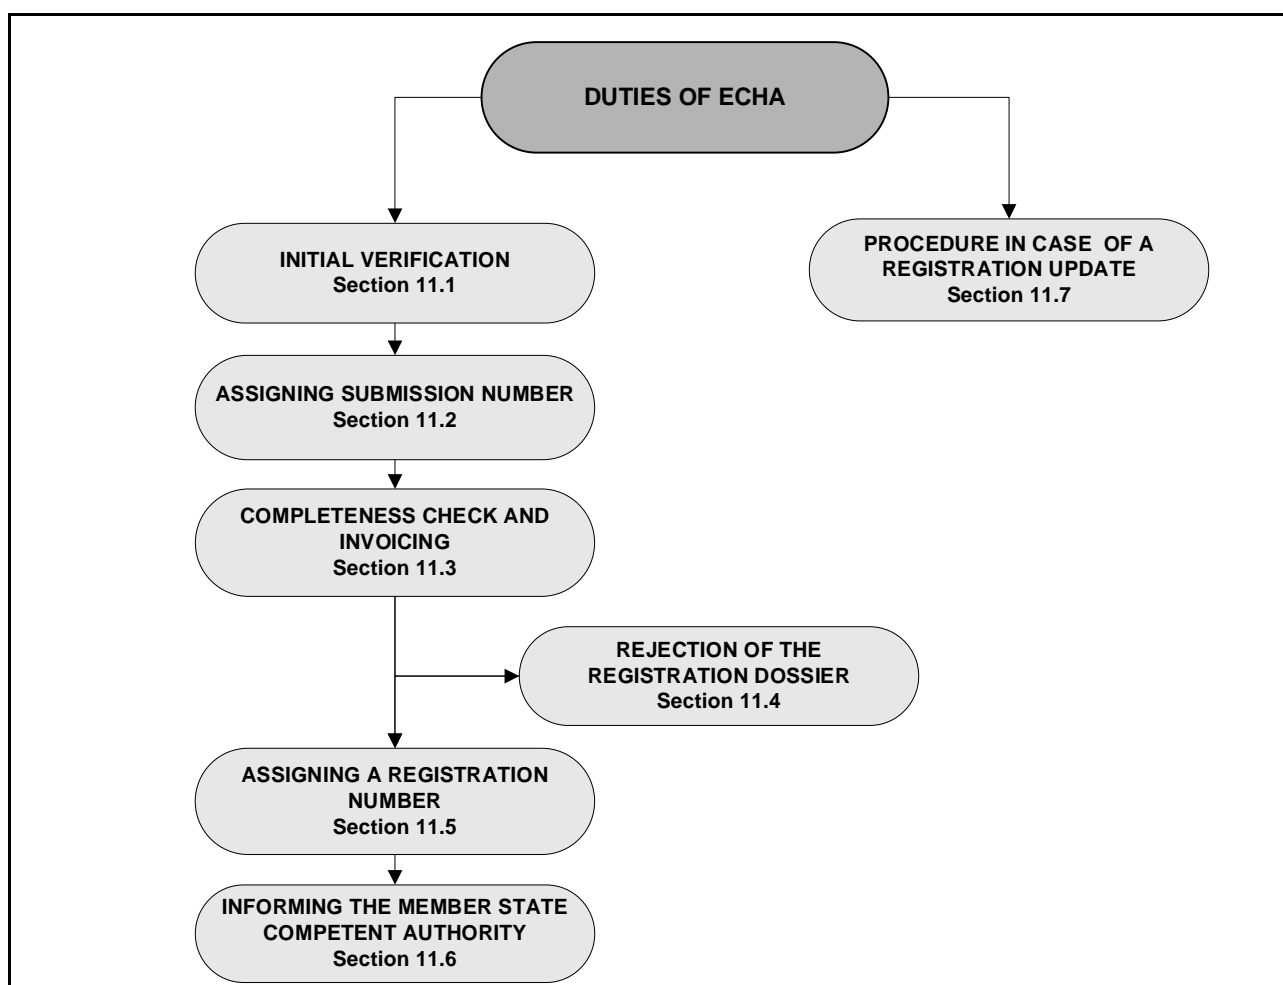 DUTIES OF ECHA
INITIAL VERIFICATION
Section 11.1
PROCEDURE IN CASE OF A
REGISTRATION UPDATE
Section 11.7
ASSIGNING SUBMISSION NUMBER
Section 11.2
COMPLETENESS CHECK AND
INVOICING
Section 11.3
REJECTION OF THE
REGISTRATION DOSSIER
Section 11.4
ASSIGNING A REGISTRATION
NUMBER
Section 11.5
INFORMING THE MEMBER STATE
COMPETENT AUTHORITY
Section 11.6